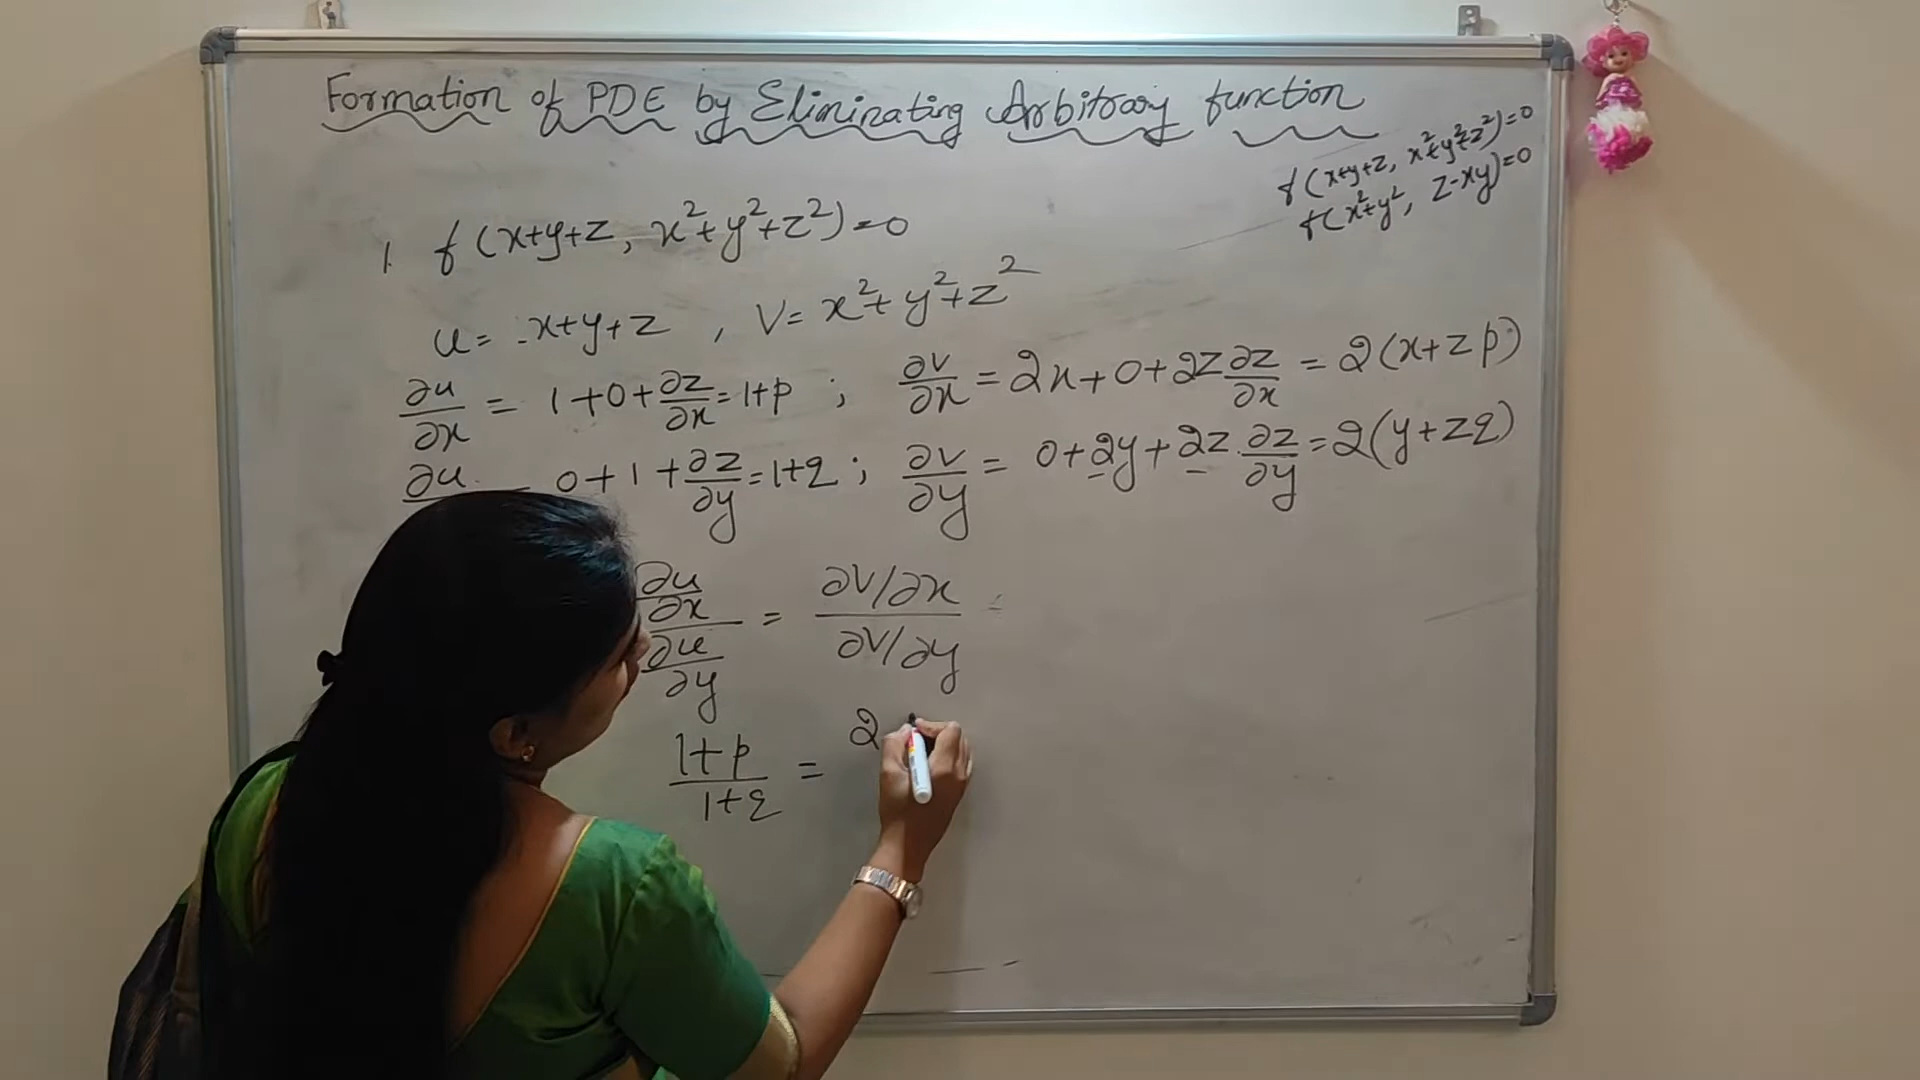 Formation of PDE by Eliminating Arbitrary function
f(x+y+z, x²+y²+z²)=0
f(x²+y², z-xy)=0
1. f(x+y+z, x²+y²+z²)=0
u = x+y+z , V = x²+y²+z²
∂u/∂x = 1+0+∂z/∂x = 1+p ; ∂V/∂x = 2x+0+2z ∂z/∂x = 2(x+zp)
∂u 0+1+∂z/∂y = 1+q ; ∂V/∂y = 0+2y+2z.∂z/∂y = 2(y+zq)
∂u/∂x / ∂u/∂y = ∂V/∂x / ∂V/∂y =
1+p / 1+q = 2